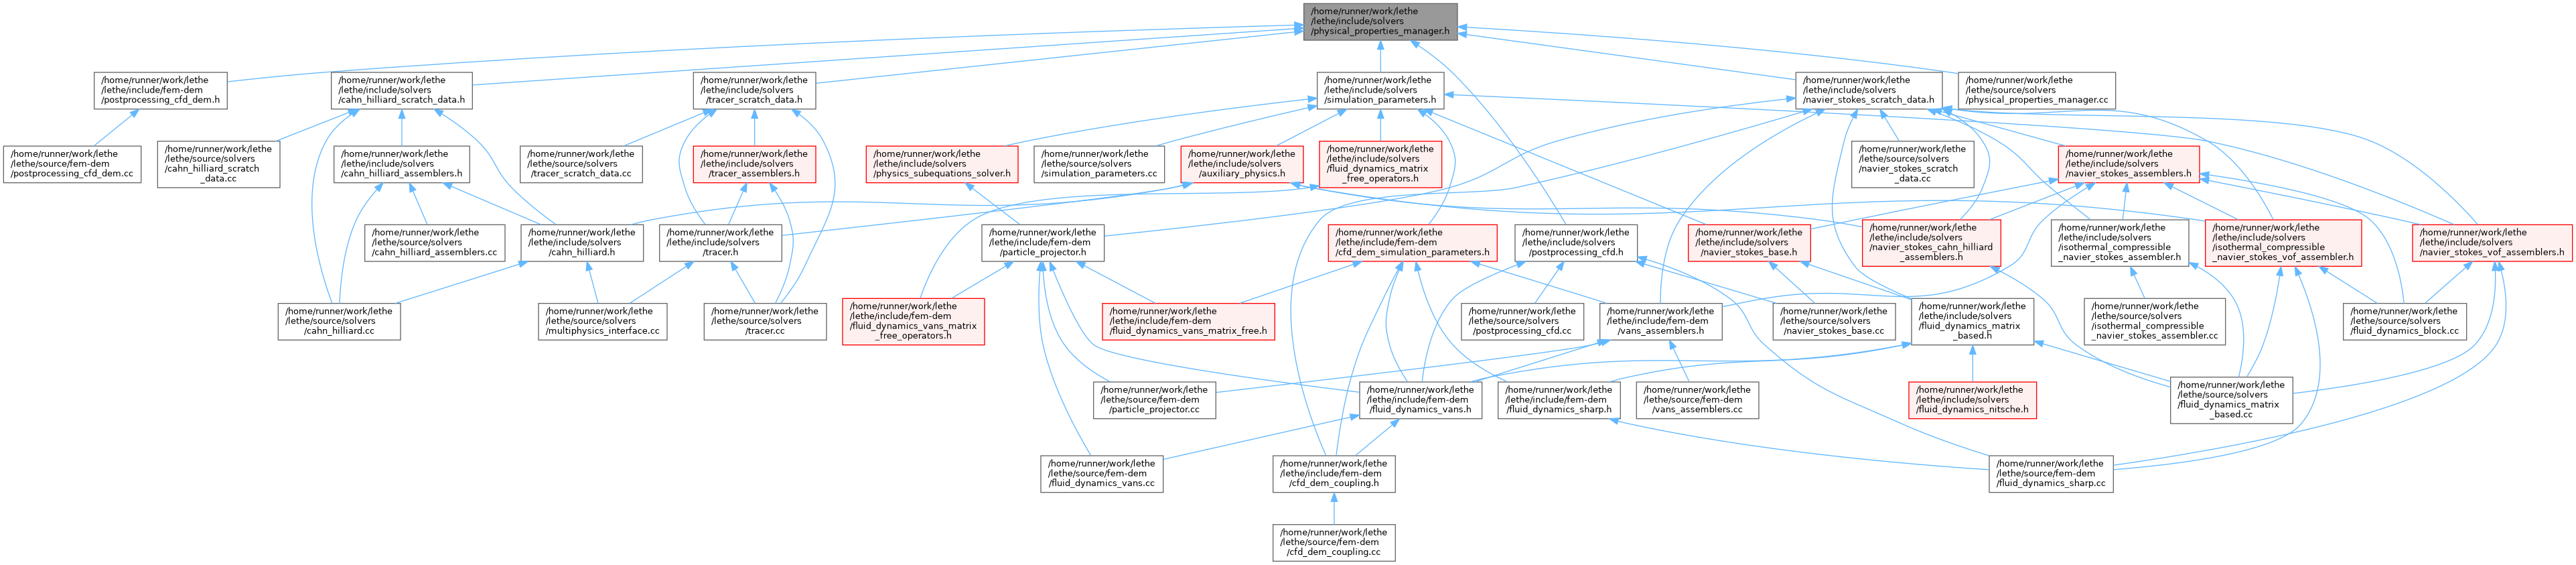 /home/runner/work/lethe
/lethe/include/solvers
/physical_properties_manager.h
/home/runner/work/lethe
/lethe/include/fem-dem
/postprocessing_cfd_dem.h
/home/runner/work/lethe
/lethe/include/solvers
/cahn_hilliard_scratch_data.h
/home/runner/work/lethe
/lethe/include/solvers
/tracer_scratch_data.h
/home/runner/work/lethe
/lethe/include/solvers
/simulation_parameters.h
/home/runner/work/lethe
/lethe/include/solvers
/navier_stokes_scratch_data.h
/home/runner/work/lethe
/lethe/source/solvers
/physical_properties_manager.cc
/home/runner/work/lethe
/lethe/source/fem-dem
/postprocessing_cfd_dem.cc
/home/runner/work/lethe
/lethe/source/solvers
/cahn_hilliard_scratch
_data.cc
/home/runner/work/lethe
/lethe/include/solvers
/cahn_hilliard_assemblers.h
/home/runner/work/lethe
/lethe/source/solvers
/tracer_scratch_data.cc
/home/runner/work/lethe
/lethe/include/solvers
/tracer_assemblers.h
/home/runner/work/lethe
/lethe/include/solvers
/physics_subequations_solver.h
/home/runner/work/lethe
/lethe/source/solvers
/simulation_parameters.cc
/home/runner/work/lethe
/lethe/include/solvers
/auxiliary_physics.h
/home/runner/work/lethe
/lethe/include/solvers
/fluid_dynamics_matrix
_free_operators.h
/home/runner/work/lethe
/lethe/source/solvers
/navier_stokes_scratch
_data.cc
/home/runner/work/lethe
/lethe/include/solvers
/navier_stokes_assemblers.h
/home/runner/work/lethe
/lethe/source/solvers
/cahn_hilliard_assemblers.cc
/home/runner/work/lethe
/lethe/include/solvers
/cahn_hilliard.h
/home/runner/work/lethe
/lethe/include/solvers
/tracer.h
/home/runner/work/lethe
/lethe/include/fem-dem
/particle_projector.h
/home/runner/work/lethe
/lethe/include/fem-dem
/cfd_dem_simulation_parameters.h
/home/runner/work/lethe
/lethe/include/solvers
/postprocessing_cfd.h
/home/runner/work/lethe
/lethe/include/solvers
/navier_stokes_base.h
/home/runner/work/lethe
/lethe/include/solvers
/navier_stokes_cahn_hilliard
_assemblers.h
/home/runner/work/lethe
/lethe/include/solvers
/isothermal_compressible
_navier_stokes_assembler.h
/home/runner/work/lethe
/lethe/include/solvers
/isothermal_compressible
_navier_stokes_vof_assembler.h
/home/runner/work/lethe
/lethe/include/solvers
/navier_stokes_vof_assemblers.h
/home/runner/work/lethe
/lethe/source/solvers
/cahn_hilliard.cc
/home/runner/work/lethe
/lethe/source/solvers
/multiphysics_interface.cc
/home/runner/work/lethe
/lethe/source/solvers
/tracer.cc
/home/runner/work/lethe
/lethe/include/fem-dem
/fluid_dynamics_vans_matrix
_free_operators.h
/home/runner/work/lethe
/lethe/include/fem-dem
/fluid_dynamics_vans_matrix_free.h
/home/runner/work/lethe
/lethe/source/solvers
/postprocessing_cfd.cc
/home/runner/work/lethe
/lethe/include/fem-dem
/vans_assemblers.h
/home/runner/work/lethe
/lethe/source/solvers
/navier_stokes_base.cc
/home/runner/work/lethe
/lethe/include/solvers
/fluid_dynamics_matrix
_based.h
/home/runner/work/lethe
/lethe/source/solvers
/isothermal_compressible
_navier_stokes_assembler.cc
/home/runner/work/lethe
/lethe/source/solvers
/fluid_dynamics_block.cc
/home/runner/work/lethe
/lethe/source/fem-dem
/particle_projector.cc
/home/runner/work/lethe
/lethe/include/fem-dem
/fluid_dynamics_vans.h
/home/runner/work/lethe
/lethe/include/fem-dem
/fluid_dynamics_sharp.h
/home/runner/work/lethe
/lethe/source/fem-dem
/vans_assemblers.cc
/home/runner/work/lethe
/lethe/include/solvers
/fluid_dynamics_nitsche.h
/home/runner/work/lethe
/lethe/source/solvers
/fluid_dynamics_matrix
_based.cc
/home/runner/work/lethe
/lethe/source/fem-dem
/fluid_dynamics_vans.cc
/home/runner/work/lethe
/lethe/include/fem-dem
/cfd_dem_coupling.h
/home/runner/work/lethe
/lethe/source/fem-dem
/fluid_dynamics_sharp.cc
/home/runner/work/lethe
/lethe/source/fem-dem
/cfd_dem_coupling.cc